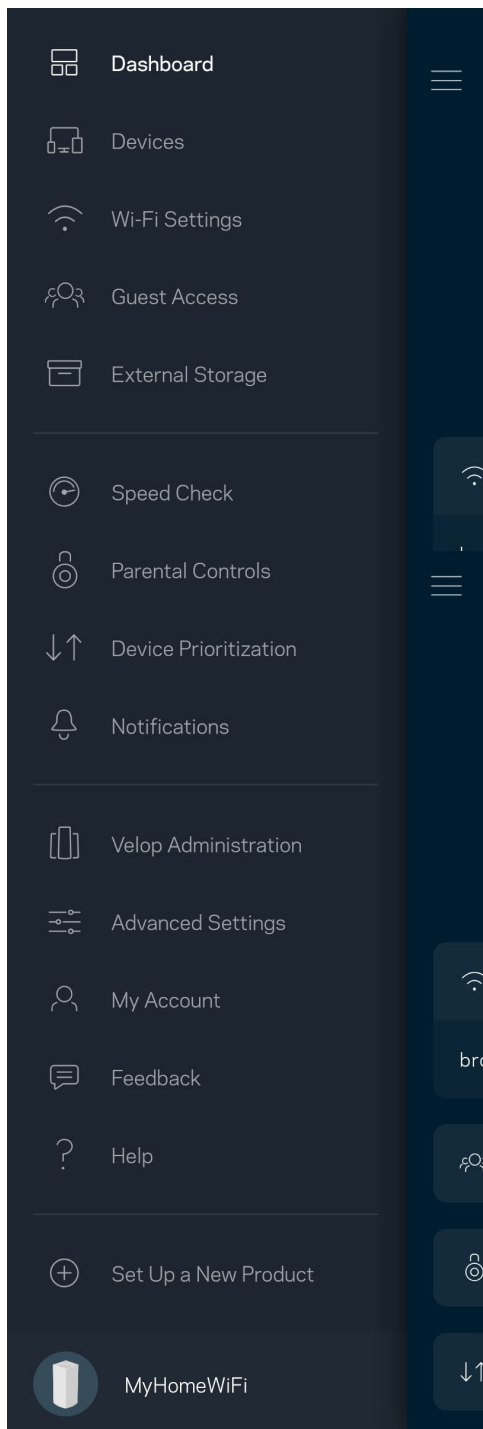 Dashboard
Devices
Wi-Fi Settings
Guest Access
External Storage
Speed Check
Parental Controls
Device Prioritization
Notifications
Velop Administration
Advanced Settings
My Account
Feedback
Help
Set Up a New Product
MyHomeWiFi